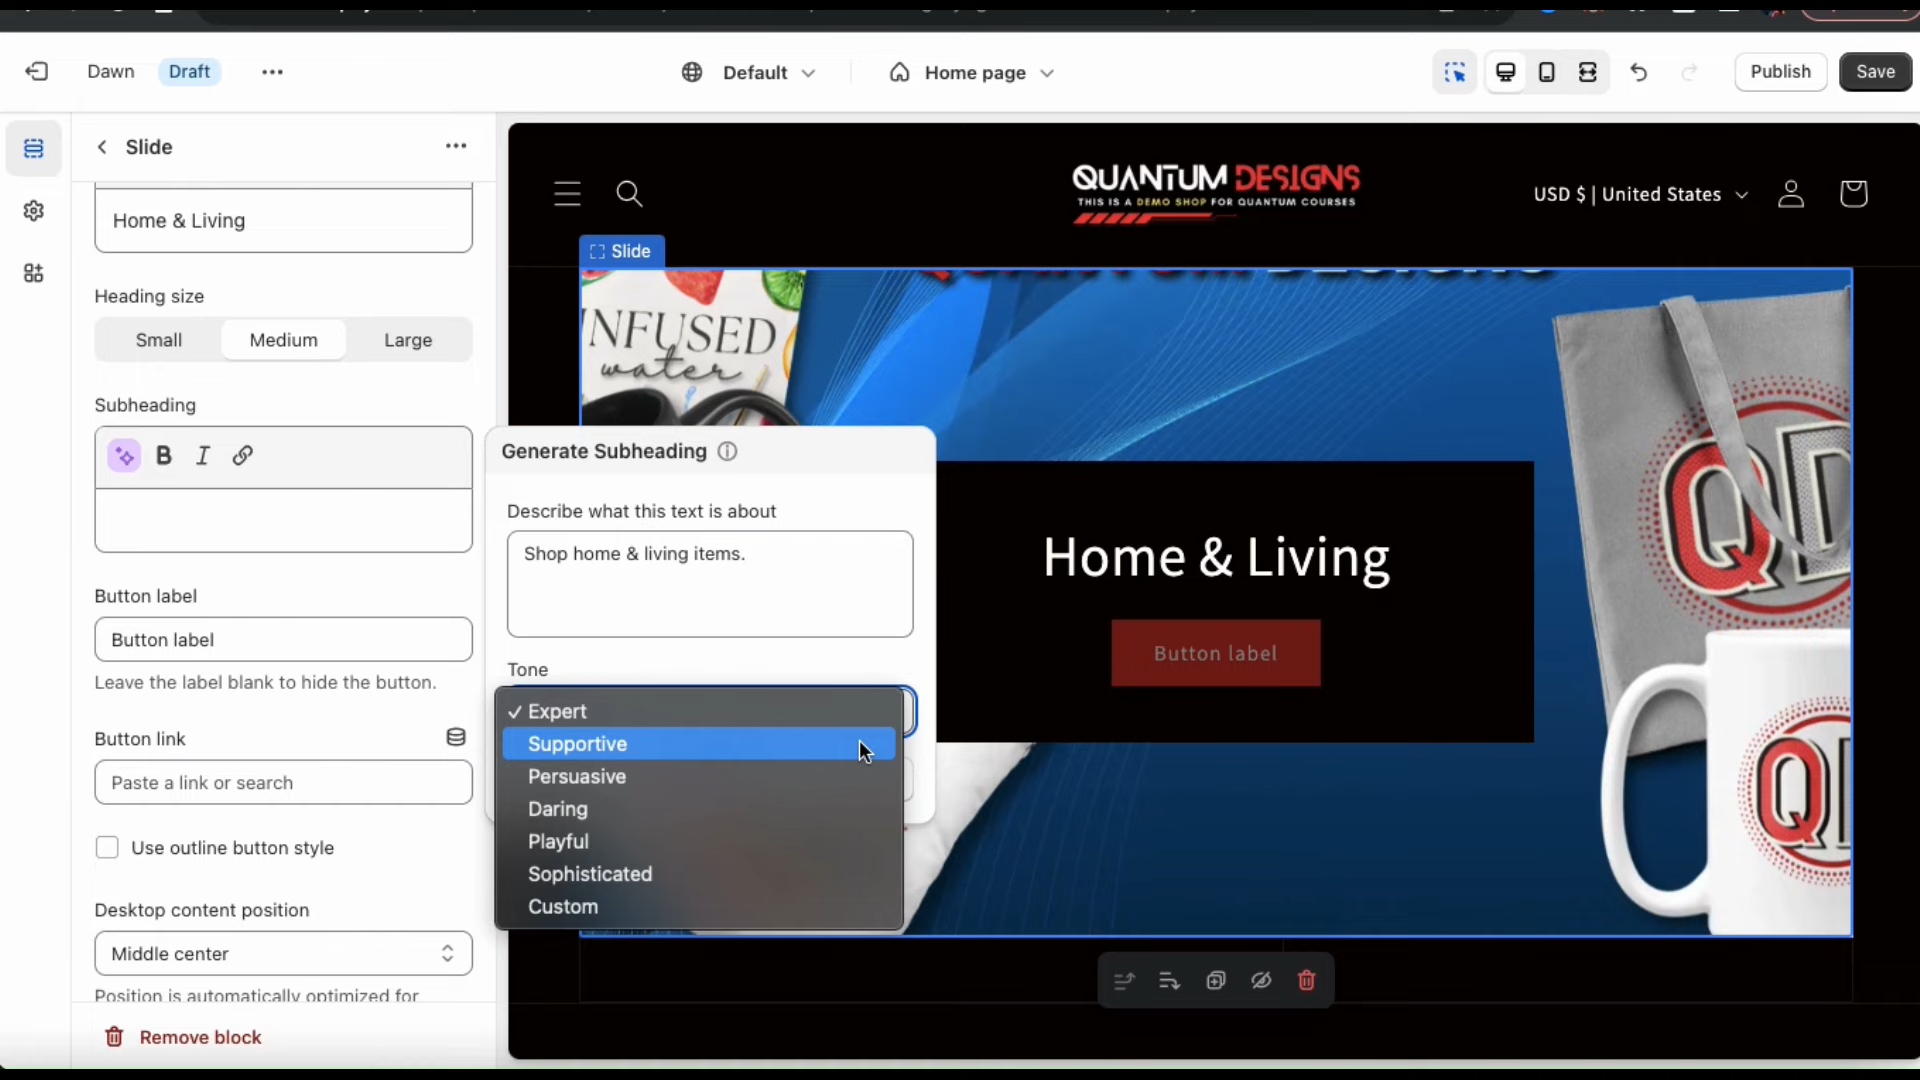 Dawn
Draft
Default
Home page
Publish
Save
Slide
Home & Living
Heading size
Small
Medium
Large
Subheading
B I
Button label
Button label
Leave the label blank to hide the button.
Button link
Paste a link or search
Use outline button style
Desktop content position
Middle center
Position is automatically optimized for
Remove block
Generate Subheading
Describe what this text is about
Shop home & living items.
Tone
✓ Expert
Supportive
Persuasive
Daring
Playful
Sophisticated
Custom
QUANTUM DESIGNS
THIS IS A DEMO SHOP FOR QUANTUM COURSES
USD $ | United States
Slide
QUANTUM DESIGNS
INFUSED
water
Home & Living
Button label
QD
QD